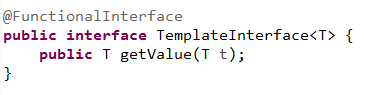 @FunctionalInterface
public interface TemplateInterface<T> {
    public T getValue(T t);
}